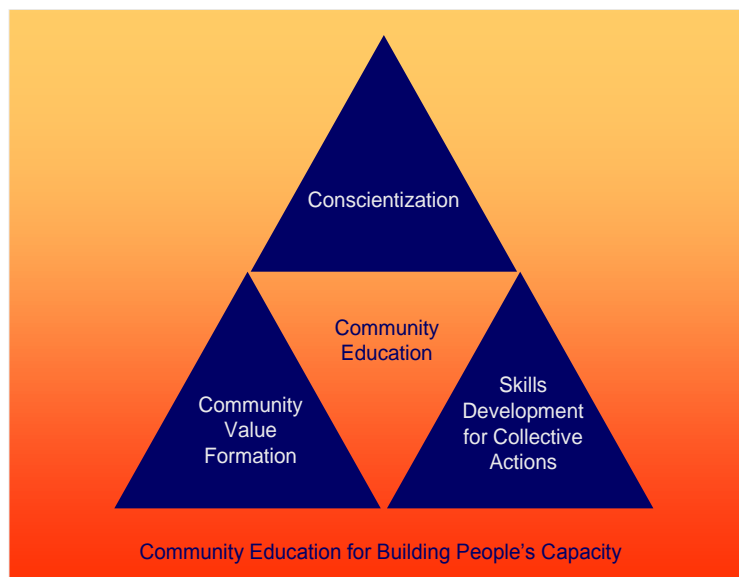 Conscientization
Community
Education
Community
Value
Formation
Skills
Development
for Collective
Actions
Community Education for Building People’s Capacity